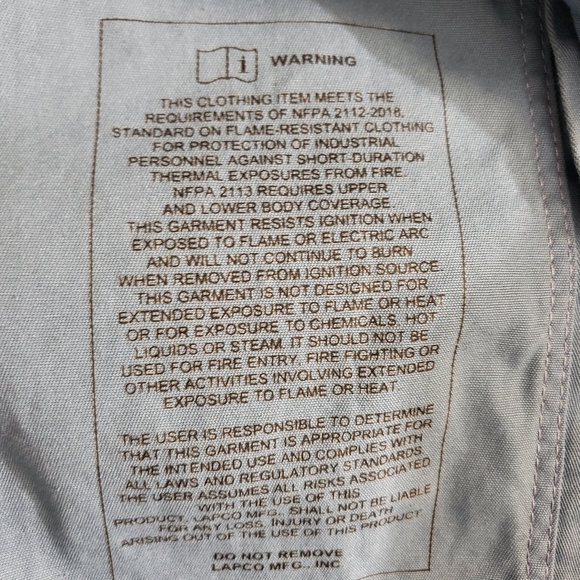 i WARNING
THIS CLOTHING ITEM MEETS THE
REQUIREMENTS OF NFPA 2112-2018,
STANDARD ON FLAME-RESISTANT CLOTHING
FOR PROTECTION OF INDUSTRIAL
PERSONNEL AGAINST SHORT-DURATION
THERMAL EXPOSURES FROM FIRE.
NFPA 2113 REQUIRES UPPER
AND LOWER BODY COVERAGE.
THIS GARMENT RESISTS IGNITION WHEN
EXPOSED TO FLAME OR ELECTRIC ARC
AND WILL NOT CONTINUE TO BURN
WHEN REMOVED FROM IGNITION SOURCE.
THIS GARMENT IS NOT DESIGNED FOR
EXTENDED EXPOSURE TO FLAME OR HEAT
OR FOR EXPOSURE TO CHEMICALS, HOT
LIQUIDS OR STEAM. IT SHOULD NOT BE
USED FOR FIRE ENTRY, FIRE FIGHTING OR
OTHER ACTIVITIES INVOLVING EXTENDED
EXPOSURE TO FLAME OR HEAT.
THE USER IS RESPONSIBLE TO DETERMINE
THAT THIS GARMENT IS APPROPRIATE FOR
THE INTENDED USE AND COMPLIES WITH
ALL LAWS AND REGULATORY STANDARDS.
THE USER ASSUMES ALL RISKS ASSOCIATED
WITH THE USE OF THIS
PRODUCT, LAPCO MFG., SHALL NOT BE LIABLE
FOR ANY LOSS, INJURY OR DEATH
ARISING OUT OF THE USE OF THIS PRODUCT
DO NOT REMOVE
LAPCO MFG., INC